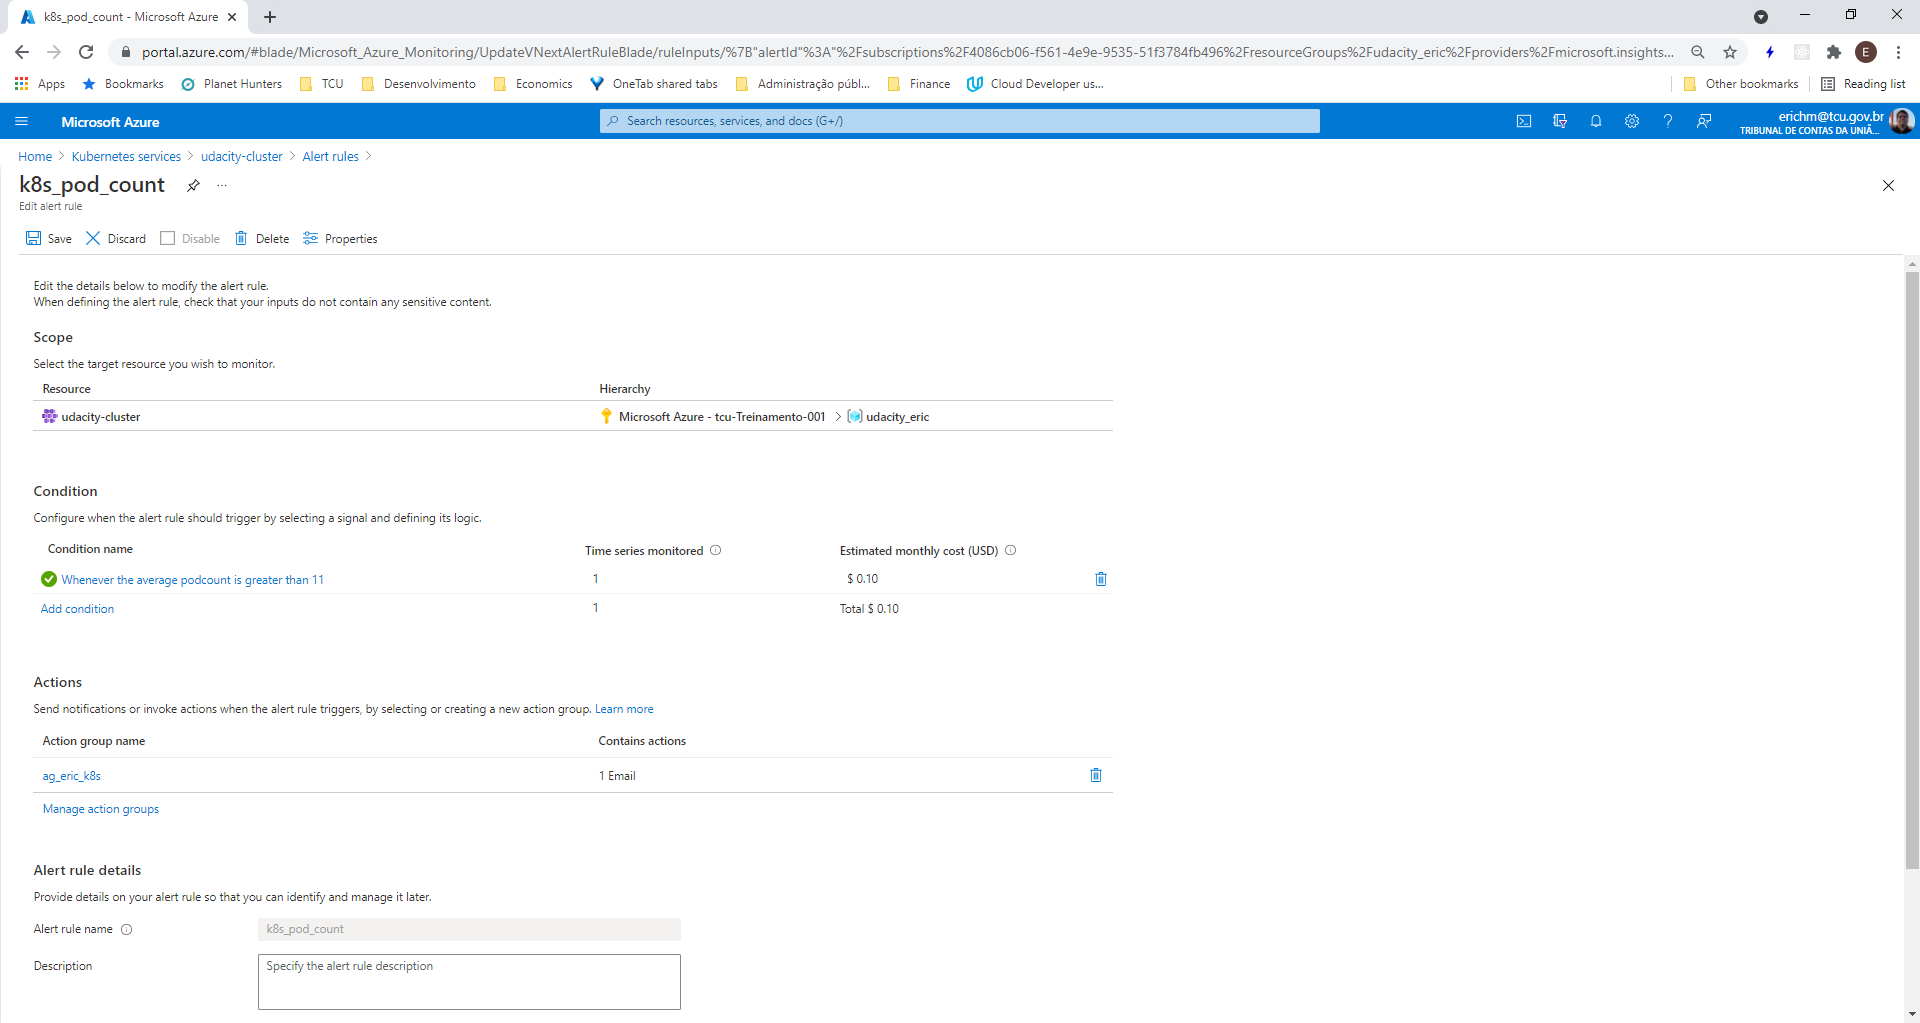 k8s_pod_count - Microsoft Azure
portal.azure.com/#blade/Microsoft_Azure_Monitoring/UpdateVNextAlertRuleBlade/ruleInputs/%7B"alertId"%3A"%2Fsubscriptions%2F4086cb06-f561-4e9e-9535-51f3784fb496%2FresourceGroups%2Fudacity_eric%2Fproviders%2Fmicrosoft.insights...
E
Apps Bookmarks Planet Hunters TCU Desenvolvimento Economics OneTab shared tabs Administração públ... Finance Cloud Developer us... Other bookmarks Reading list
Microsoft Azure
Search resources, services, and docs (G+/)
erichm@tcu.gov.br
TRIBUNAL DE CONTAS DA UNIÃ...
Home > Kubernetes services > udacity-cluster > Alert rules >
k8s_pod_count ...
Edit alert rule
Save Discard Disable Delete Properties
Edit the details below to modify the alert rule.
When defining the alert rule, check that your inputs do not contain any sensitive content.
Scope
Select the target resource you wish to monitor.
Resource Hierarchy
udacity-cluster Microsoft Azure - tcu-Treinamento-001 > udacity_eric
Condition
Configure when the alert rule should trigger by selecting a signal and defining its logic.
Condition name Time series monitored Estimated monthly cost (USD)
Whenever the average podcount is greater than 11 1 $ 0.10
Add condition 1 Total $ 0.10
Actions
Send notifications or invoke actions when the alert rule triggers, by selecting or creating a new action group. Learn more
Action group name Contains actions
ag_eric_k8s 1 Email
Manage action groups
Alert rule details
Provide details on your alert rule so that you can identify and manage it later.
Alert rule name k8s_pod_count
Description Specify the alert rule description